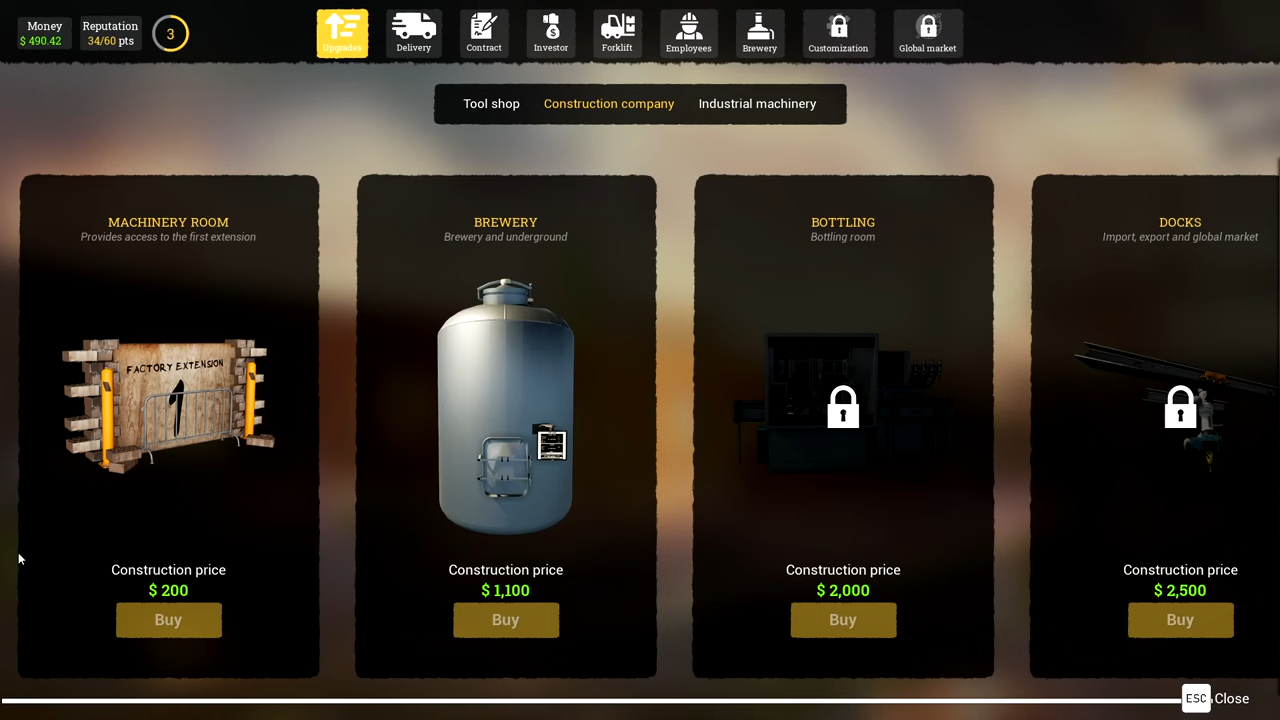 Money
$ 490.42
Reputation
34/60 pts
3
Upgrades
Delivery
Contract
Investor
Forklift
Employees
Brewery
Customization
Global market
Tool shop
Construction company
Industrial machinery
MACHINERY ROOM
Provides access to the first extension
FACTORY EXTENSION
1
Construction price
$ 200
Buy
BREWERY
Brewery and underground
Construction price
$ 1,100
Buy
BOTTLING
Bottling room
Construction price
$ 2,000
Buy
DOCKS
Import, export and global market
Construction price
$ 2,500
Buy
ESC Close